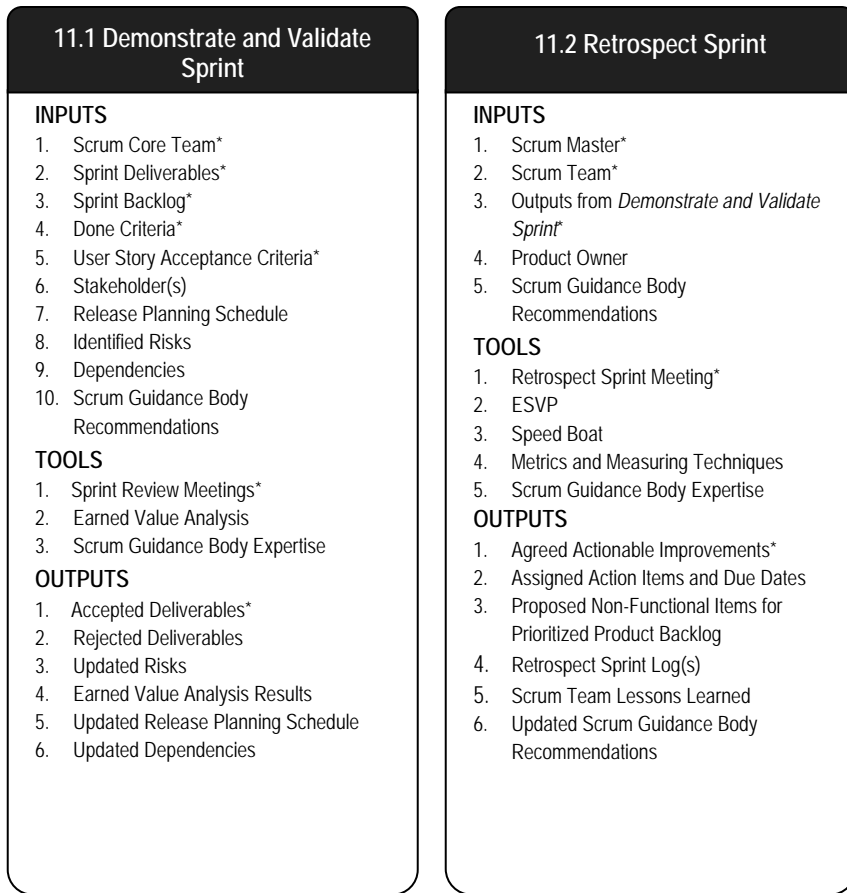 11.1 Demonstrate and Validate
Sprint
INPUTS
1. Scrum Core Team*
2. Sprint Deliverables*
3. Sprint Backlog*
4. Done Criteria*
5. User Story Acceptance Criteria*
6. Stakeholder(s)
7. Release Planning Schedule
8. Identified Risks
9. Dependencies
10. Scrum Guidance Body
Recommendations
TOOLS
1. Sprint Review Meetings*
2. Earned Value Analysis
3. Scrum Guidance Body Expertise
OUTPUTS
1. Accepted Deliverables*
2. Rejected Deliverables
3. Updated Risks
4. Earned Value Analysis Results
5. Updated Release Planning Schedule
6. Updated Dependencies
11.2 Retrospect Sprint
INPUTS
1. Scrum Master*
2. Scrum Team*
3. Outputs from Demonstrate and Validate
Sprint*
4. Product Owner
5. Scrum Guidance Body
Recommendations
TOOLS
1. Retrospect Sprint Meeting*
2. ESVP
3. Speed Boat
4. Metrics and Measuring Techniques
5. Scrum Guidance Body Expertise
OUTPUTS
1. Agreed Actionable Improvements*
2. Assigned Action Items and Due Dates
3. Proposed Non-Functional Items for
Prioritized Product Backlog
4. Retrospect Sprint Log(s)
5. Scrum Team Lessons Learned
6. Updated Scrum Guidance Body
Recommendations